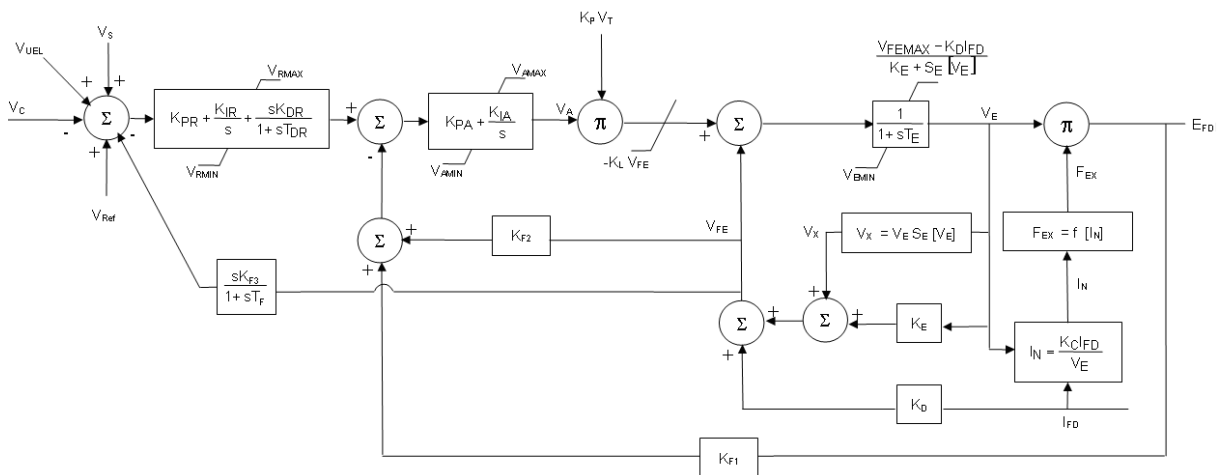 V_S
V_UEL
V_C
+
+
-
+
-
Σ
V_Ref
V_RMAX
K_PR + K_IR/s + sK_DR/(1 + sT_DR)
V_RMIN
+
-
Σ
V_AMAX
K_PA + K_IA/s
V_AMIN
V_A
K_P V_T
π
-K_L V_FE
+
Σ
(V_FEMAX – K_D I_FD)/(K_E + S_E [V_E])
1/(1 + sT_E)
V_EMIN
V_E
π
E_FD
F_EX
F_EX = f [I_N]
I_N
I_N = K_C I_FD/V_E
I_FD
V_X
V_X = V_E S_E [V_E]
+
+
Σ
K_E
+
+
Σ
K_D
V_FE
K_F2
+
+
Σ
sK_F3/(1 + sT_F)
K_F1